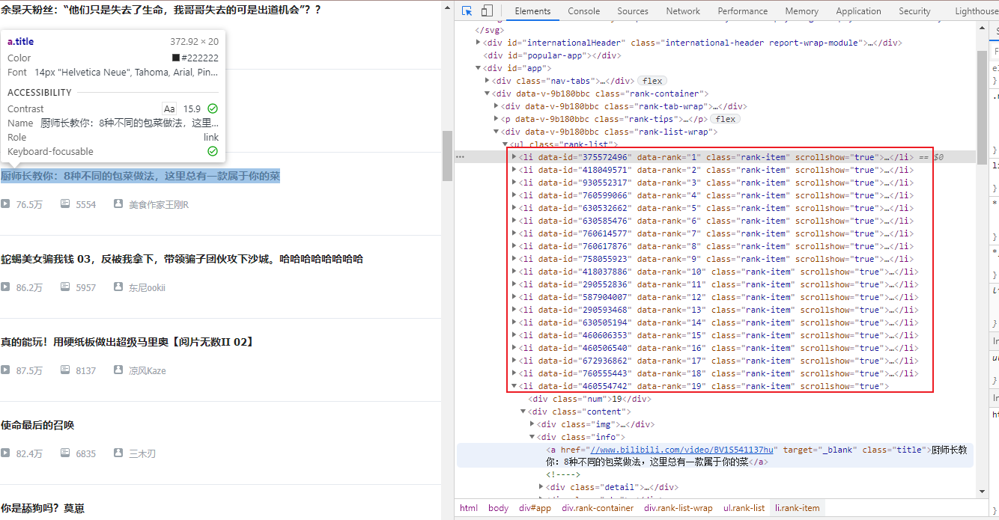 余景天粉丝：“他们只是失去了生命，我哥哥失去的可是出道机会”？？
a.title 372.92 × 20
Color #222222
Font 14px "Helvetica Neue", Tahoma, Arial, Pin…
ACCESSIBILITY
Contrast Aa 15.9
Name 厨师长教你：8种不同的包菜做法，这里…
Role link
Keyboard-focusable
厨师长教你：8种不同的包菜做法，这里总有一款属于你的菜
76.5万 5554 美食作家王刚R
蛇蝎美女骗我钱 03，反被我拿下，带领骗子团伙攻下沙城。哈哈哈哈哈哈哈哈
86.2万 5957 东尼ookii
真的能玩！用硬纸板做出超级马里奥【阅片无数II 02】
87.5万 8137 凉风Kaze
使命最后的召唤
82.4万 6835 三木刃
你是舔狗吗？莫崽
Elements Console Sources Network Performance Memory Application Security Lighthouse
</svg>
<div id="internationalHeader" class="international-header report-wrap-module">…</div>
<div id="popular-app"></div>
<div id="app">
<div class="nav-tabs">…</div> flex
<div data-v-9b180bbc class="rank-container">
<div data-v-9b180bbc class="rank-tab-wrap">…</div>
<p data-v-9b180bbc class="rank-tips">…</p> flex
<div data-v-9b180bbc class="rank-list-wrap">
<ul class="rank-list">
<li data-id="375572496" data-rank="1" class="rank-item" scrollshow="true">…</li> == $0
<li data-id="418049571" data-rank="2" class="rank-item" scrollshow="true">…</li>
<li data-id="930552317" data-rank="3" class="rank-item" scrollshow="true">…</li>
<li data-id="760599066" data-rank="4" class="rank-item" scrollshow="true">…</li>
<li data-id="630532662" data-rank="5" class="rank-item" scrollshow="true">…</li>
<li data-id="630585476" data-rank="6" class="rank-item" scrollshow="true">…</li>
<li data-id="760614577" data-rank="7" class="rank-item" scrollshow="true">…</li>
<li data-id="760617876" data-rank="8" class="rank-item" scrollshow="true">…</li>
<li data-id="758055923" data-rank="9" class="rank-item" scrollshow="true">…</li>
<li data-id="418037886" data-rank="10" class="rank-item" scrollshow="true">…</li>
<li data-id="290552836" data-rank="11" class="rank-item" scrollshow="true">…</li>
<li data-id="587904007" data-rank="12" class="rank-item" scrollshow="true">…</li>
<li data-id="290593468" data-rank="13" class="rank-item" scrollshow="true">…</li>
<li data-id="630505194" data-rank="14" class="rank-item" scrollshow="true">…</li>
<li data-id="460606353" data-rank="15" class="rank-item" scrollshow="true">…</li>
<li data-id="460506540" data-rank="16" class="rank-item" scrollshow="true">…</li>
<li data-id="672936862" data-rank="17" class="rank-item" scrollshow="true">…</li>
<li data-id="760555443" data-rank="18" class="rank-item" scrollshow="true">…</li>
<li data-id="460554742" data-rank="19" class="rank-item" scrollshow="true">
<div class="num">19</div>
<div class="content">
<div class="img">…</div>
<div class="info">
<a href="//www.bilibili.com/video/BV1S541137hu" target="_blank" class="title">厨师长教
你：8种不同的包菜做法，这里总有一款属于你的菜</a>
<!---->
<div class="detail">…</div>
html body div#app div.rank-container div.rank-list-wrap ul.rank-list li.rank-item